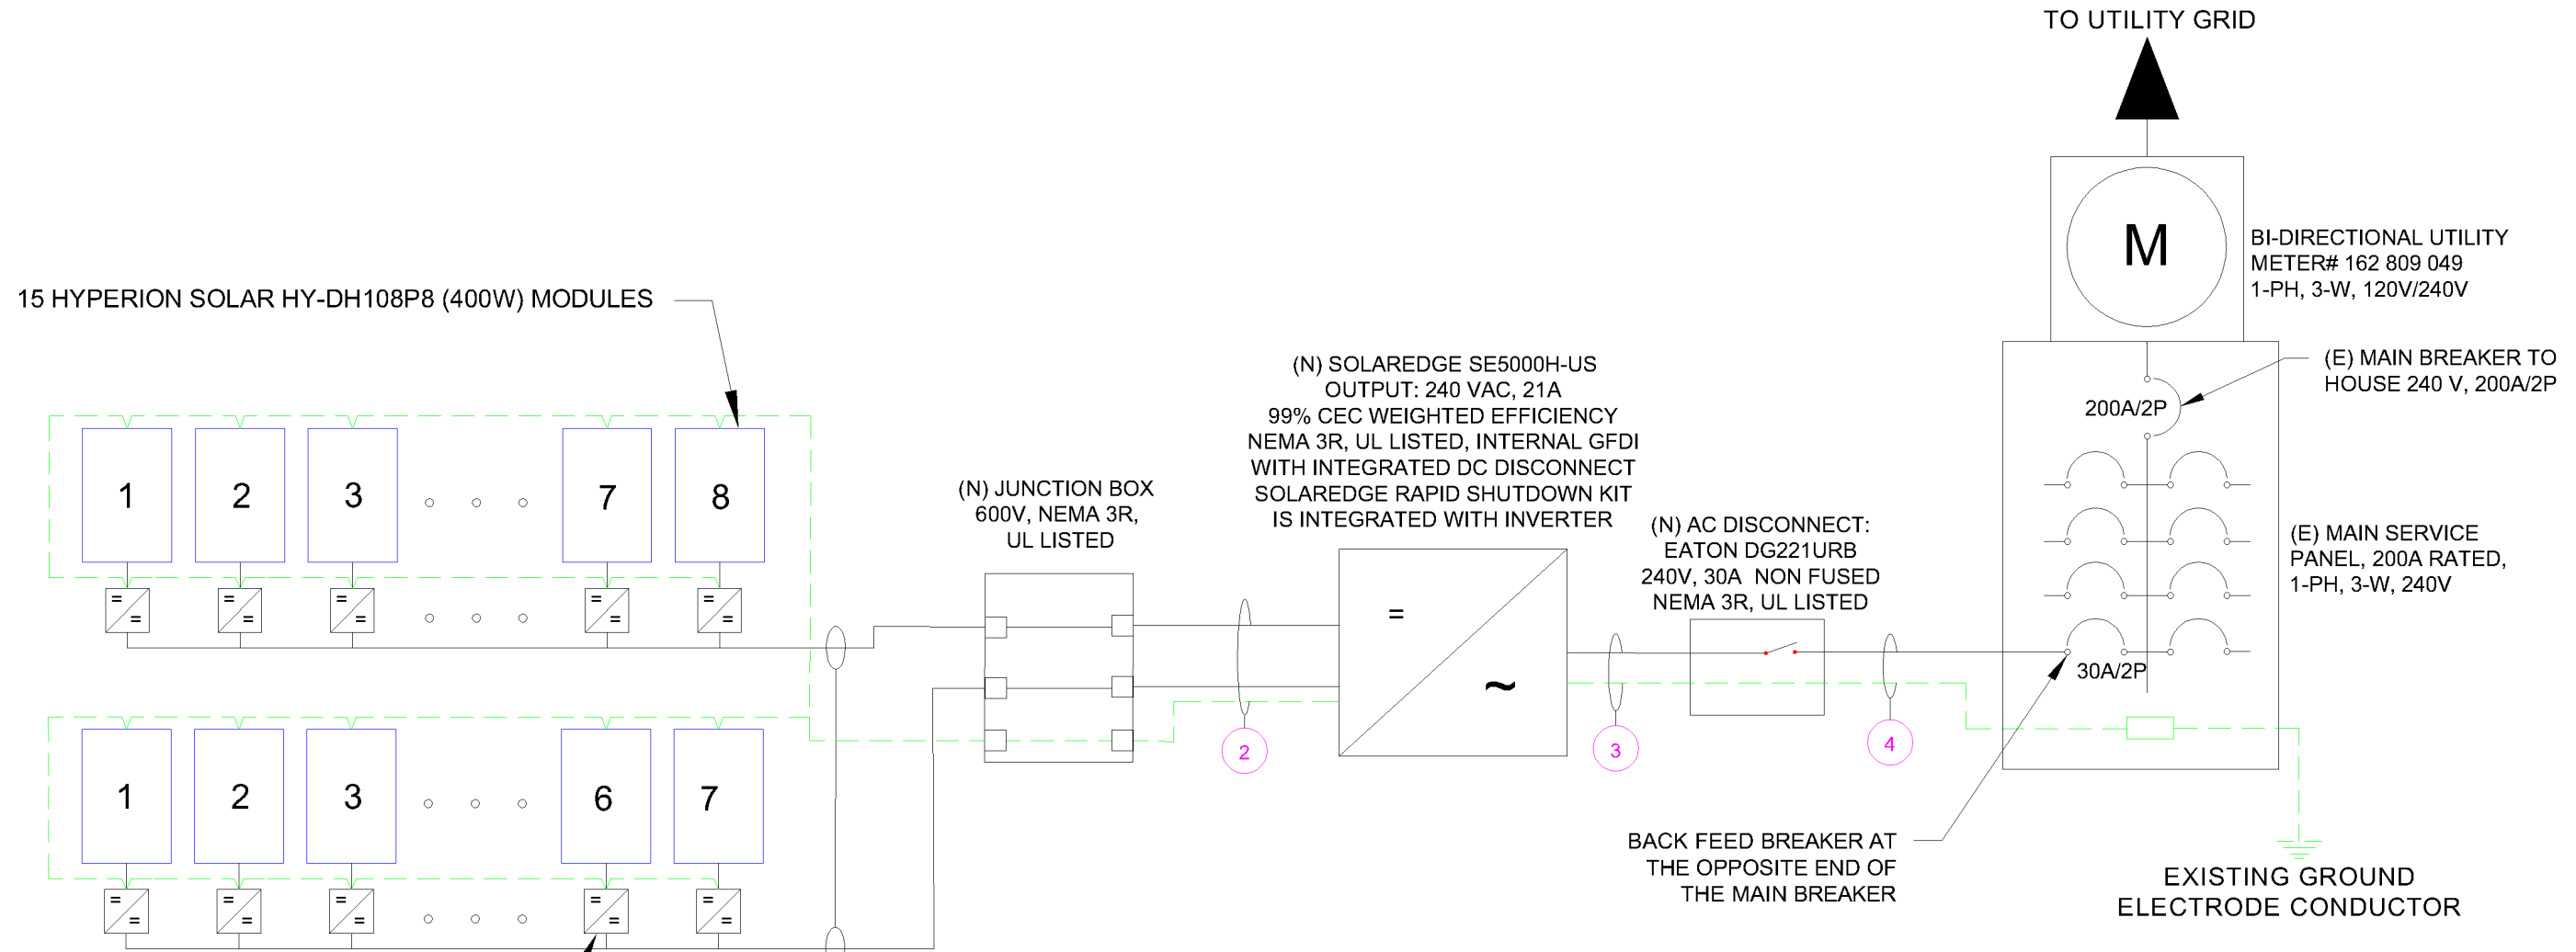 TO UTILITY GRID
M
BI-DIRECTIONAL UTILITY
METER# 162 809 049
1-PH, 3-W, 120V/240V
15 HYPERION SOLAR HY-DH108P8 (400W) MODULES
(N) SOLAREDGE SE5000H-US
OUTPUT: 240 VAC, 21A
99% CEC WEIGHTED EFFICIENCY
NEMA 3R, UL LISTED, INTERNAL GFDI
WITH INTEGRATED DC DISCONNECT
SOLAREDGE RAPID SHUTDOWN KIT
IS INTEGRATED WITH INVERTER
(E) MAIN BREAKER TO
HOUSE 240 V, 200A/2P
200A/2P
1 2 3 7 8
(N) JUNCTION BOX
600V, NEMA 3R,
UL LISTED
(N) AC DISCONNECT:
EATON DG221URB
240V, 30A NON FUSED
NEMA 3R, UL LISTED
(E) MAIN SERVICE
PANEL, 200A RATED,
1-PH, 3-W, 240V
= = = = = = = = = =
=
~
30A/2P
2
3
4
1 2 3 6 7
= = = = = = = = = =
BACK FEED BREAKER AT
THE OPPOSITE END OF
THE MAIN BREAKER
EXISTING GROUND
ELECTRODE CONDUCTOR